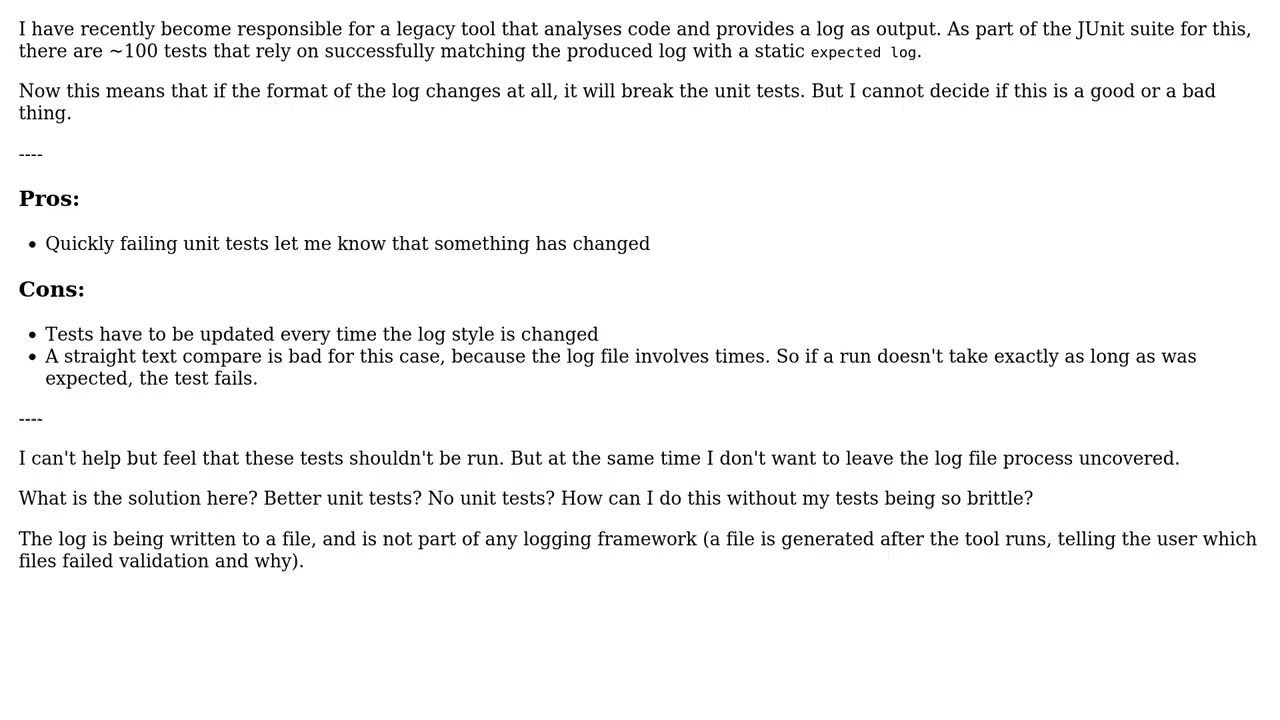 I have recently become responsible for a legacy tool that analyses code and provides a log as output. As part of the JUnit suite for this,
there are ~100 tests that rely on successfully matching the produced log with a static expected log.
Now this means that if the format of the log changes at all, it will break the unit tests. But I cannot decide if this is a good or a bad
thing.
----
Pros:
• Quickly failing unit tests let me know that something has changed
Cons:
• Tests have to be updated every time the log style is changed
• A straight text compare is bad for this case, because the log file involves times. So if a run doesn't take exactly as long as was
expected, the test fails.
----
I can't help but feel that these tests shouldn't be run. But at the same time I don't want to leave the log file process uncovered.
What is the solution here? Better unit tests? No unit tests? How can I do this without my tests being so brittle?
The log is being written to a file, and is not part of any logging framework (a file is generated after the tool runs, telling the user which
files failed validation and why).